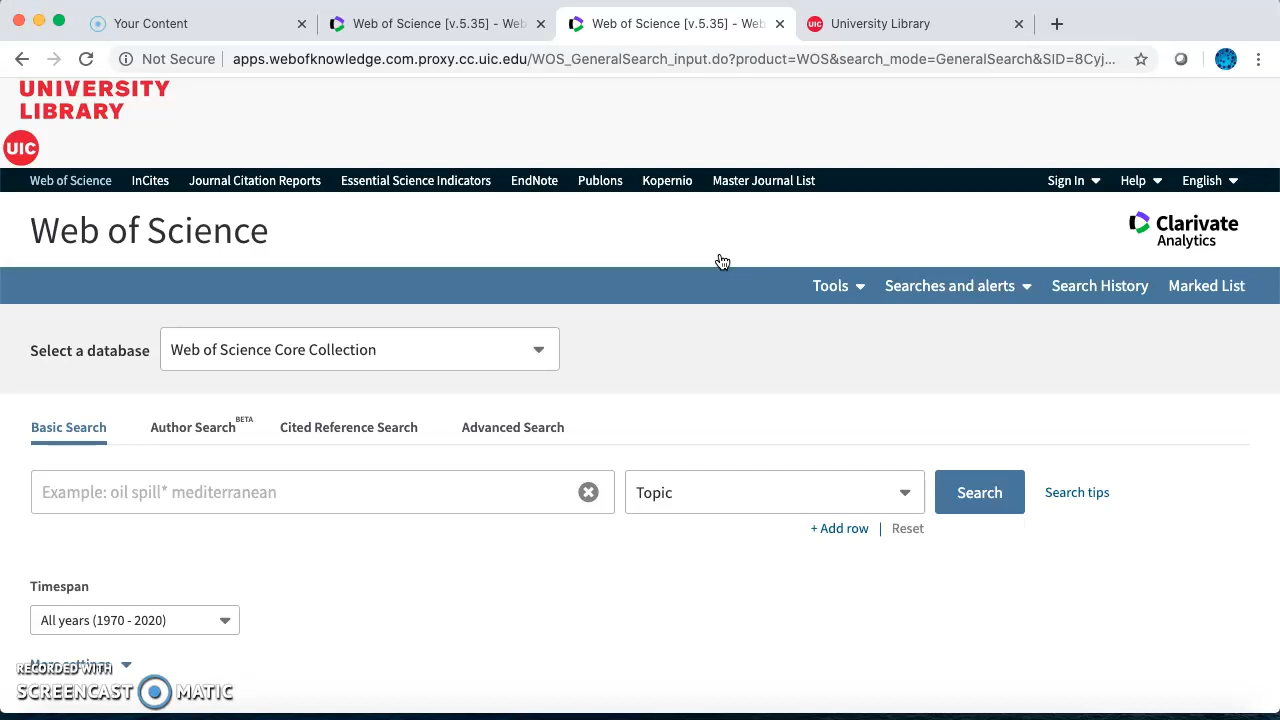 Your Content
Web of Science [v.5.35] - Web
Web of Science [v.5.35] - Web
UIC University Library
Not Secure apps.webofknowledge.com.proxy.cc.uic.edu/WOS_GeneralSearch_input.do?product=WOS&search_mode=GeneralSearch&SID=8Cyj...
UNIVERSITY
LIBRARY
UIC
Web of Science InCites Journal Citation Reports Essential Science Indicators EndNote Publons Kopernio Master Journal List Sign In Help English
Web of Science
Clarivate
Analytics
Tools Searches and alerts Search History Marked List
Select a database Web of Science Core Collection
Basic Search Author Search BETA Cited Reference Search Advanced Search
Example: oil spill* mediterranean Topic Search Search tips
+ Add row | Reset
Timespan
All years (1970 - 2020)
More settings
RECORDED WITH
SCREENCAST MATIC